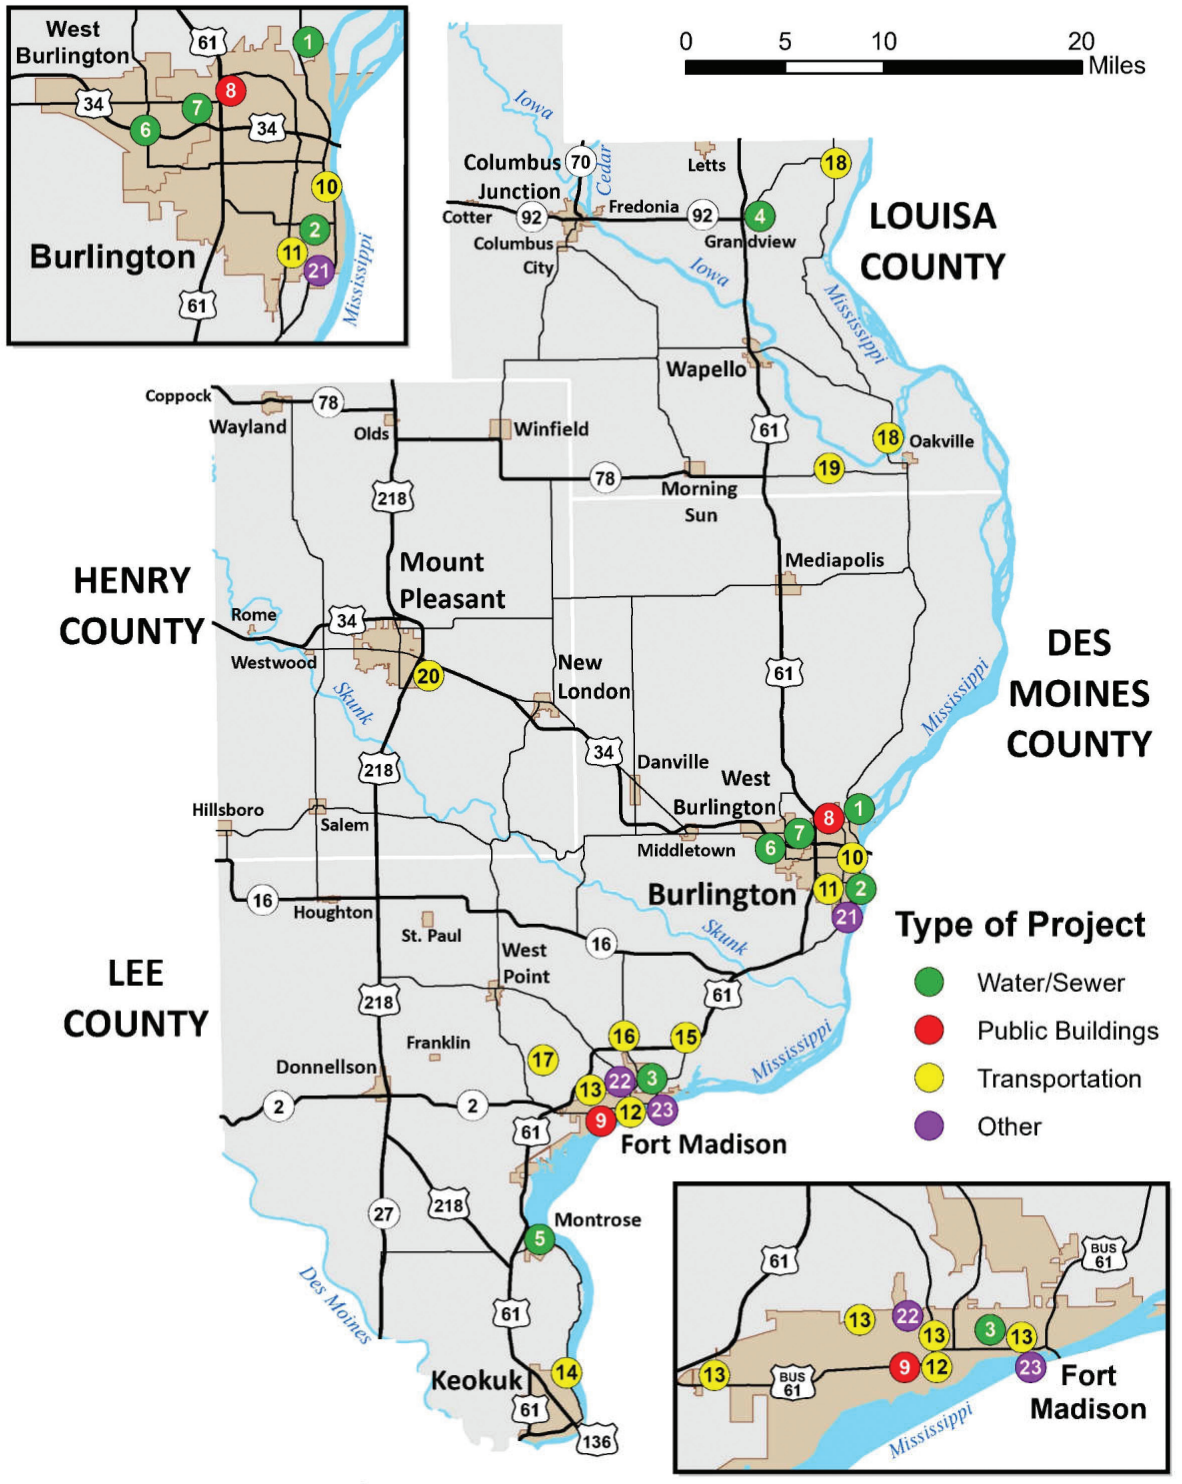 West
Burlington
61
1
8
34
7
6
34
10
2
11
21
Burlington
61
Mississippi
0 5 10 20
Miles
Iowa
Columbus
Junction
70
Cedar
Letts
18
Cotter
92
Fredonia
92
4
Grandview
Columbus
City
Iowa
LOUISA
COUNTY
Mississippi
Wapello
Coppock
Wayland
78
Olds
Winfield
61
18
Oakville
19
78
Morning
Sun
218
HENRY
COUNTY
Mount
Pleasant
Mediapolis
Rome
34
Westwood
20
Skunk
New
London
61
DES
MOINES
COUNTY
Mississippi
218
34
Danville
West
Burlington
Hillsboro
Salem
Middletown
8
1
7
6
10
11
2
21
Burlington
16
Houghton
St. Paul
16
Skunk
West
Point
61
LEE
COUNTY
218
Franklin
Donnellson
17
16
15
Mississippi
13
22
3
2
2
9
12
23
61
Fort Madison
Type of Project
Water/Sewer
Public Buildings
Transportation
Other
27
218
Montrose
5
Des Moines
61
Keokuk
14
61
136
61
BUS
61
13
22
13
3
13
13
BUS
61
9
12
23
Fort
Madison
Mississippi